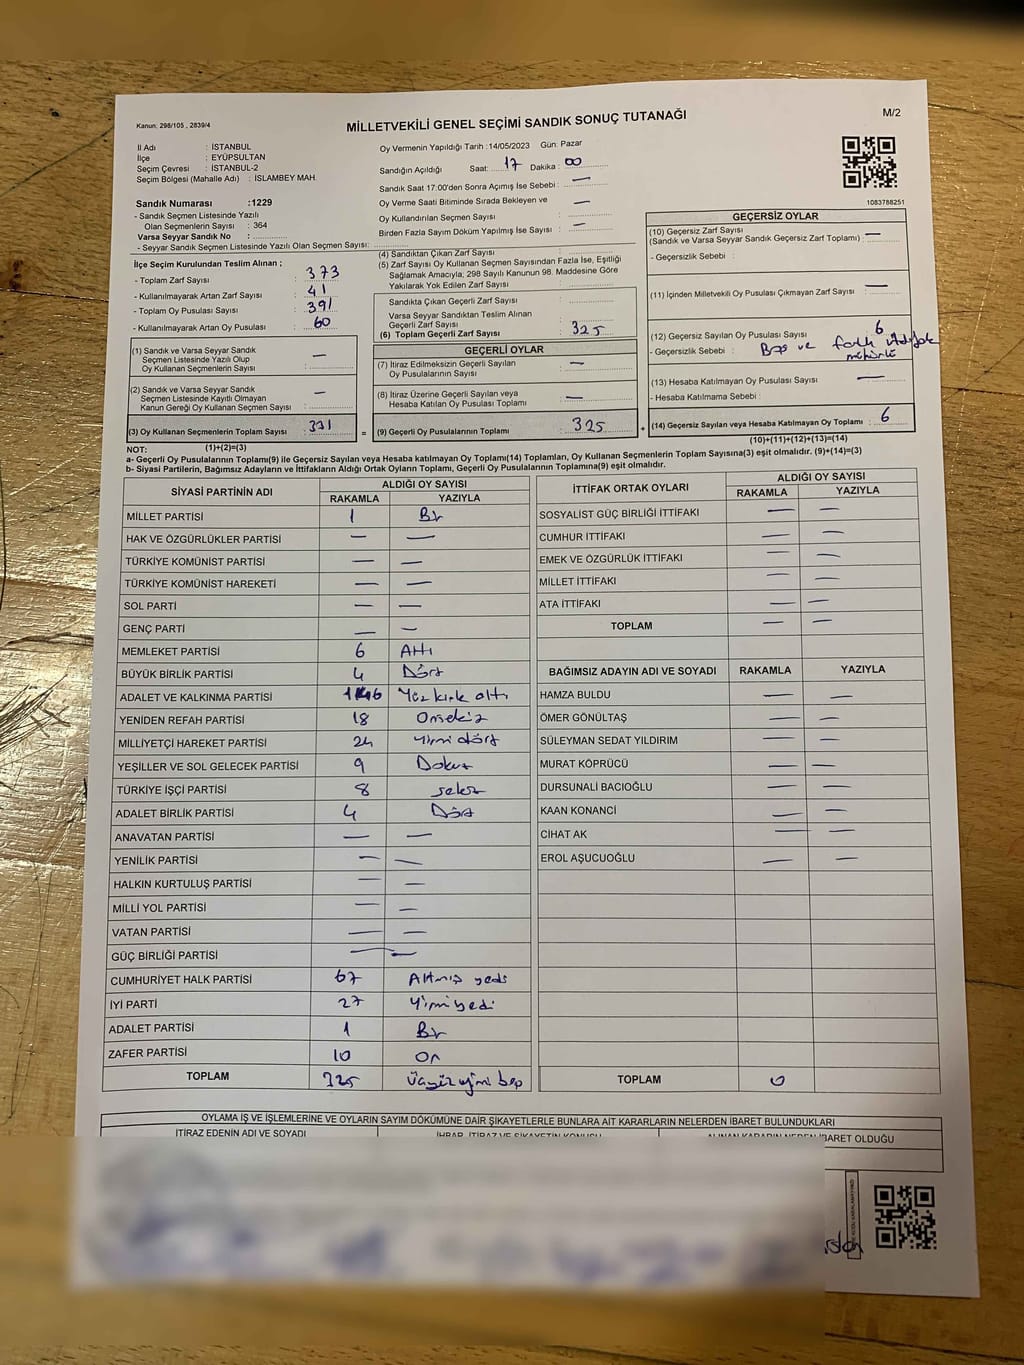 Kanun: 298/105 , 2839/4
MİLLETVEKİLİ GENEL SEÇİMİ SANDIK SONUÇ TUTANAĞI
M/2
İl Adı : İSTANBUL
İlçe : EYÜPSULTAN
Seçim Çevresi : İSTANBUL-2
Seçim Bölgesi (Mahalle Adı) : İSLAMBEY MAH.
Sandık Numarası :1229
- Sandık Seçmen Listesinde Yazılı
Olan Seçmenlerin Sayısı : 364
Varsa Seyyar Sandık No :
- Seyyar Sandık Seçmen Listesinde Yazılı Olan Seçmen Sayısı:
Oy Vermenin Yapıldığı Tarih :14/05/2023 Gün: Pazar
Sandığın Açıldığı Saat: 17 Dakika : 00
Sandık Saat 17:00'den Sonra Açımış İse Sebebi : —
Oy Verme Saati Bitiminde Sırada Bekleyen ve
Oy Kullandırılan Seçmen Sayısı : —
Birden Fazla Sayım Döküm Yapılmış İse Sayısı : —
1083788251
İlçe Seçim Kurulundan Teslim Alınan ;
- Toplam Zarf Sayısı : 373
- Kullanılmayarak Artan Zarf Sayısı : 41
- Toplam Oy Pusulası Sayısı : 391
- Kullanılmayarak Artan Oy Pusulası : 60
(4) Sandıktan Çıkan Zarf Sayısı :
(5) Zarf Sayısı Oy Kullanan Seçmen Sayısından Fazla İse, Eşitliği
Sağlamak Amacıyla; 298 Sayılı Kanunun 98. Maddesine Göre
Yakılarak Yok Edilen Zarf Sayısı :
Sandıkta Çıkan Geçerli Zarf Sayısı :
Varsa Seyyar Sandıktan Teslim Alınan
Geçerli Zarf Sayısı :
(6) Toplam Geçerli Zarf Sayısı : 325
GEÇERSİZ OYLAR
(10) Geçersiz Zarf Sayısı
(Sandık ve Varsa Seyyar Sandık Geçersiz Zarf Toplamı) : —
- Geçersizlik Sebebi :
(11) İçinden Milletvekili Oy Pusulası Çıkmayan Zarf Sayısı : —
(12) Geçersiz Sayılan Oy Pusulası Sayısı : 6
- Geçersizlik Sebebi : Boş ve farklı ittifak
mühürlü
(13) Hesaba Katılmayan Oy Pusulası Sayısı : —
- Hesaba Katılmama Sebebi :
(14) Geçersiz Sayılan veya Hesaba Katılmayan Oy Toplamı : 6
(10)+(11)+(12)+(13)=(14)
(1) Sandık ve Varsa Seyyar Sandık
Seçmen Listesinde Yazılı Olup
Oy Kullanan Seçmenlerin Sayısı : —
(2) Sandık ve Varsa Seyyar Sandık
Seçmen Listesinde Kayıtlı Olmayan
Kanun Gereği Oy Kullanan Seçmen Sayısı : —
(3) Oy Kullanan Seçmenlerin Toplam Sayısı : 331
(1)+(2)=(3)
GEÇERLİ OYLAR
(7) İtiraz Edilmeksizin Geçerli Sayılan
Oy Pusulalarının Sayısı : —
(8) İtiraz Üzerine Geçerli Sayılan veya
Hesaba Katılan Oy Pusulası Toplamı : —
= (9) Geçerli Oy Pusulalarının Toplamı : 325 +
NOT:
a- Geçerli Oy Pusulası Toplamı(9) ile Geçersiz Sayılan veya Hesaba katılmayan Oy Toplamı(14) Toplamları, Oy Kullanan Seçmenlerin Toplam Sayısına(3) eşit olmalıdır. (9)+(14)=(3)
b- Siyasi Partilerin, Bağımsız Adayların ve İttifakların Aldığı Ortak Oyların Toplamı, Geçerli Oy Pusulası Toplamına(9) eşit olmalıdır.
SİYASİ PARTİNİN ADI ALDIĞI OY SAYISI
RAKAMLA YAZIYLA
MİLLET PARTİSİ 1 Bir
HAK VE ÖZGÜRLÜKLER PARTİSİ — —
TÜRKİYE KOMÜNİST PARTİSİ — —
TÜRKİYE KOMÜNİST HAREKETİ — —
SOL PARTİ — —
GENÇ PARTİ — —
MEMLEKET PARTİSİ 6 Altı
BÜYÜK BİRLİK PARTİSİ 4 Dört
ADALET VE KALKINMA PARTİSİ 146 Yüz kırk altı
YENİDEN REFAH PARTİSİ 18 Onsekiz
MİLLİYETÇİ HAREKET PARTİSİ 24 Yirmi dört
YEŞİLLER VE SOL GELECEK PARTİSİ 9 Dokuz
TÜRKİYE İŞÇİ PARTİSİ 8 sekiz
ADALET BİRLİK PARTİSİ 4 Dört
ANAVATAN PARTİSİ — —
YENİLİK PARTİSİ — —
HALKIN KURTULUŞ PARTİSİ — —
MİLLİ YOL PARTİSİ — —
VATAN PARTİSİ — —
GÜÇ BİRLİĞİ PARTİSİ — —
CUMHURİYET HALK PARTİSİ 67 Altmış yedi
İYİ PARTİ 27 Yirmi yedi
ADALET PARTİSİ 1 Bir
ZAFER PARTİSİ 10 On
TOPLAM 325 Üçyüz yirmi beş
İTTİFAK ORTAK OYLARI ALDIĞI OY SAYISI
RAKAMLA YAZIYLA
SOSYALİST GÜÇ BİRLİĞİ İTTİFAKI — —
CUMHUR İTTİFAKI — —
EMEK VE ÖZGÜRLÜK İTTİFAKI — —
MİLLET İTTİFAKI — —
ATA İTTİFAKI — —
TOPLAM — —
BAĞIMSIZ ADAYIN ADI VE SOYADI RAKAMLA YAZIYLA
HAMZA BULDU — —
ÖMER GÖNÜLTAŞ — —
SÜLEYMAN SEDAT YILDIRIM — —
MURAT KÖPRÜCÜ — —
DURSUNALİ BACIOĞLU — —
KAAN KONANCİ — —
CİHAT AK — —
EROL AŞUCUOĞLU — —
TOPLAM 0
OYLAMA İŞ VE İŞLEMLERİNE VE OYLARIN SAYIM DÖKÜMÜNE DAİR ŞİKAYETLERLE BUNLARA AİT KARARLARIN NELERDEN İBARET BULUNDUKLARI
İTİRAZ EDENİN ADI VE SOYADI İHBAR, İTİRAZ VE ŞİKAYETİN KONUSU ALINAN KARARIN NEDEN İBARET OLDUĞU